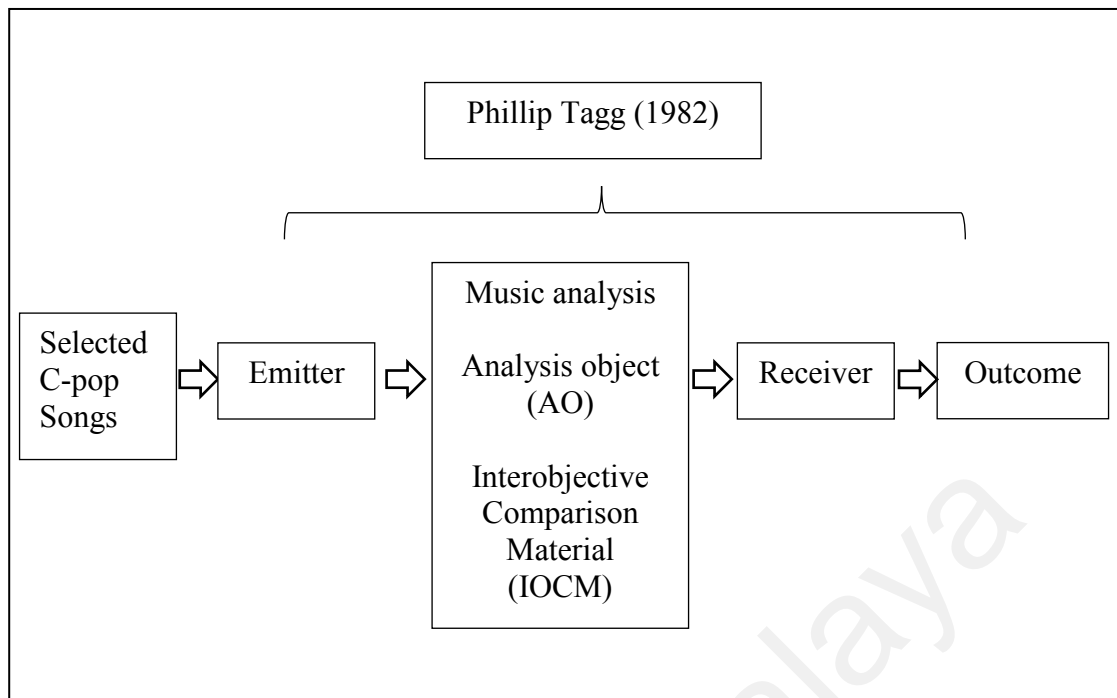 Phillip Tagg (1982)
Selected
C-pop
Songs
Emitter
Music analysis
Analysis object
(AO)
Interobjective
Comparison
Material
(IOCM)
Receiver
Outcome